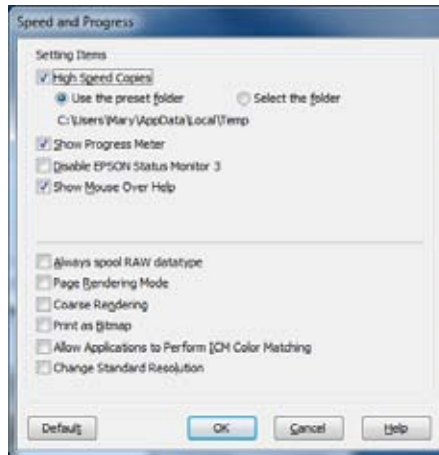 Speed and Progress
Setting Items
High Speed Copies
Use the preset folder Select the folder
C:\Users\Mary\AppData\Local\Temp
Show Progress Meter
Disable EPSON Status Monitor 3
Show Mouse Over Help
Always spool RAW datatype
Page Rendering Mode
Coarse Rendering
Print as Bitmap
Allow Applications to Perform ICM Color Matching
Change Standard Resolution
Default OK Cancel Help